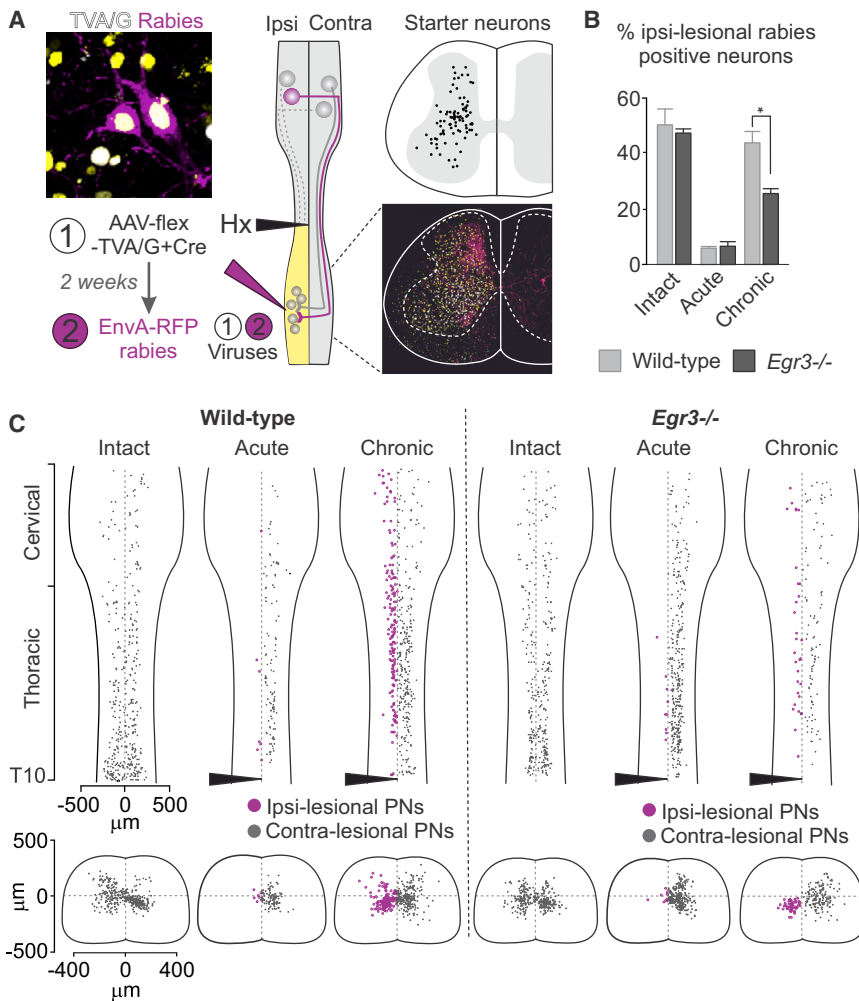 A
TVA/G Rabies
1
AAV-flex
-TVA/G+Cre
2 weeks
2
EnvA-RFP
rabies
Ipsi Contra
Hx
1 2
Viruses
Starter neurons
B
% ipsi-lesional rabies
positive neurons
60
40
20
0
*
Intact
Acute
Chronic
Wild-type
Egr3-/-
C
Wild-type
Egr3-/-
Intact
Acute
Chronic
Intact
Acute
Chronic
Cervical
Thoracic
T10
-500 0 500
μm
Ipsi-lesional PNs
Contra-lesional PNs
Ipsi-lesional PNs
Contra-lesional PNs
500
0
-500
μm
-400 0 400
μm